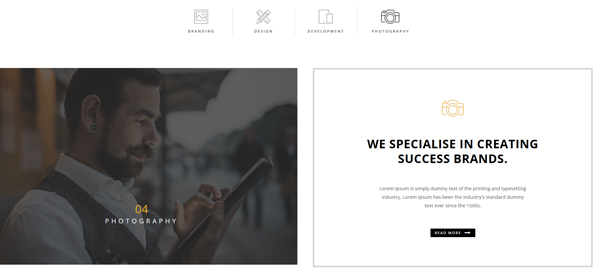 BRANDING
DESIGN
DEVELOPMENT
PHOTOGRAPHY
04
PHOTOGRAPHY
WE SPECIALISE IN CREATING
SUCCESS BRANDS.
Lorem Ipsum is simply dummy text of the printing and typesetting
industry. Lorem Ipsum has been the industry's standard dummy
text ever since the 1500s.
READ MORE